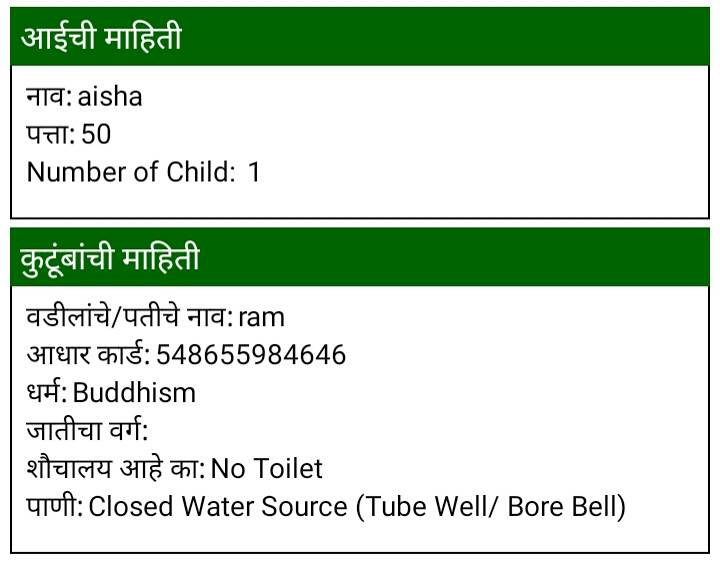 आईची माहिती
नाव: aisha
पत्ता: 50
Number of Child: 1
कुटूंबांची माहिती
वडीलांचे/पतीचे नाव: ram
आधार कार्ड: 548655984646
धर्म: Buddhism
जातीचा वर्ग:
शौचालय आहे का: No Toilet
पाणी: Closed Water Source (Tube Well/ Bore Bell)